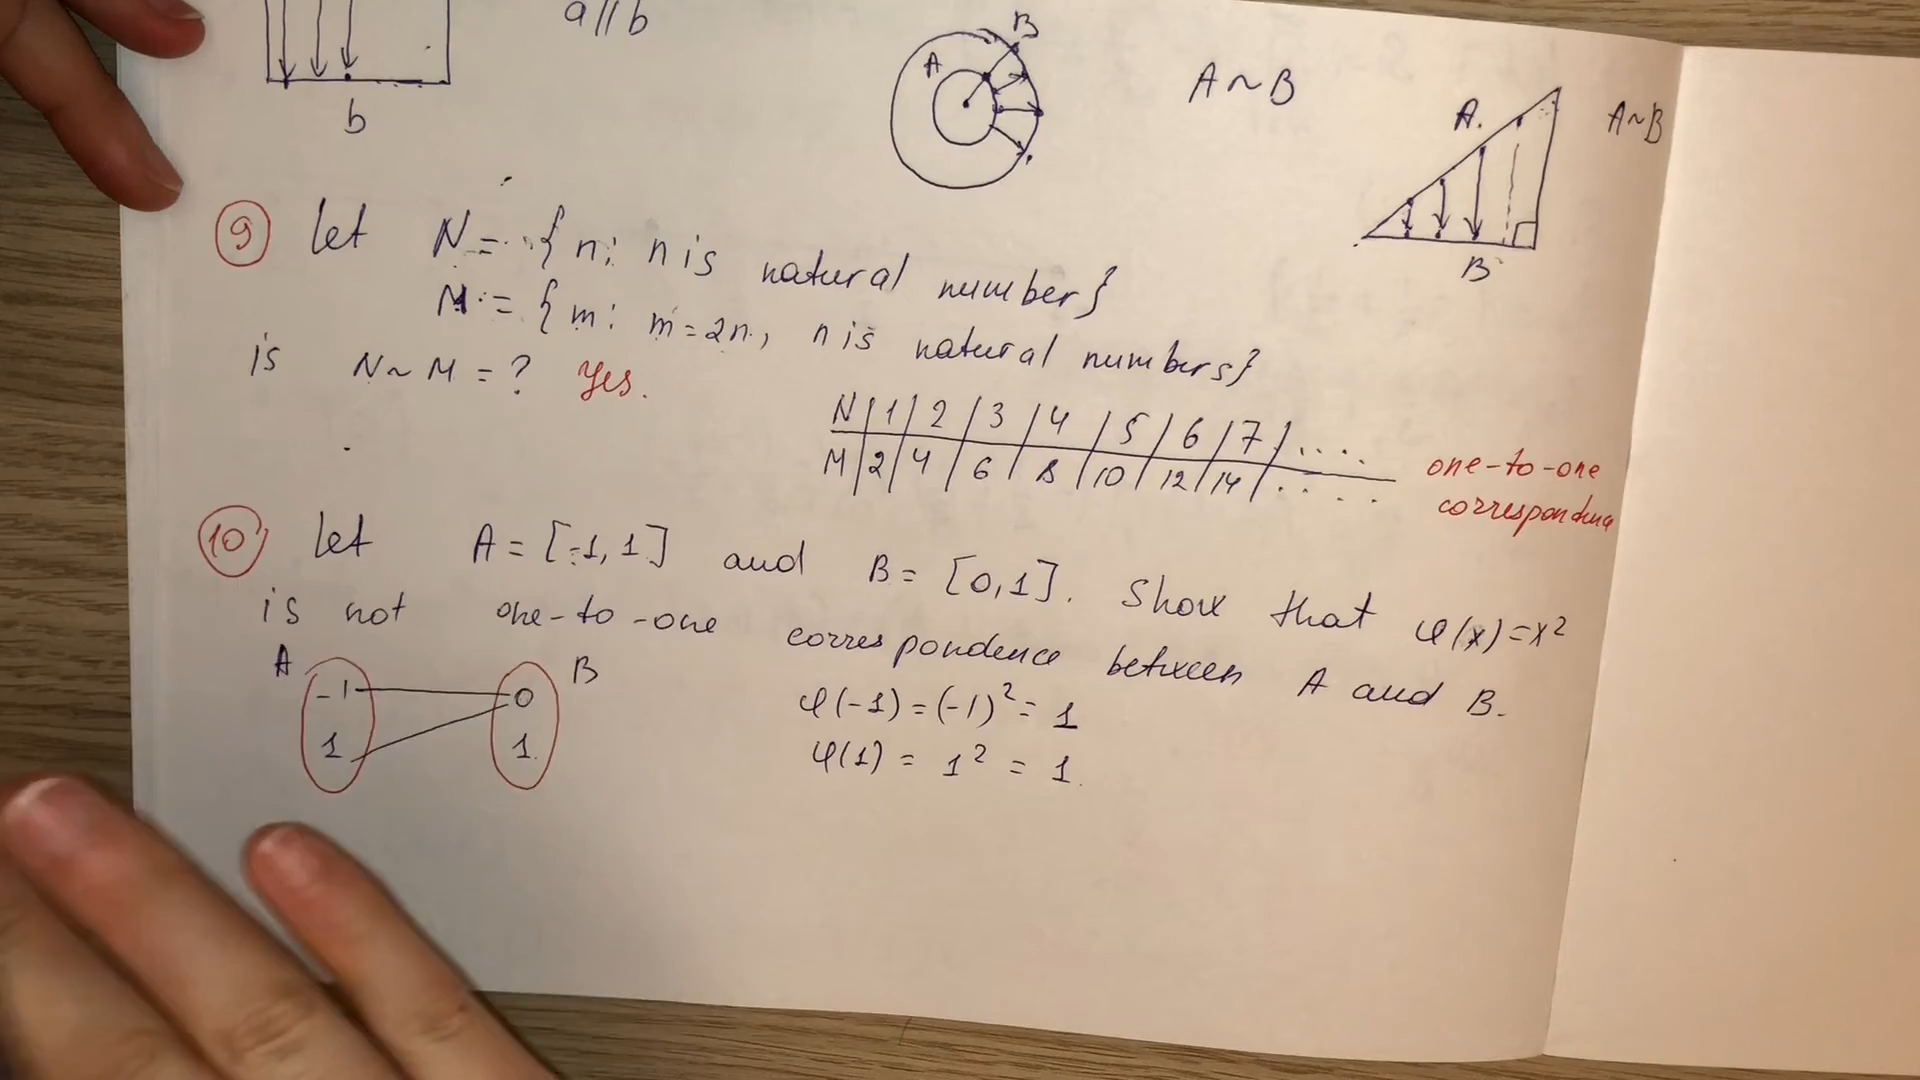 a // b
B
A
A ~ B
A.
A~B
b
B
9 Let N = { n: n is natural number}
M = { m: m = 2n, n is natural numbers}
is N ~ M = ? Yes.
N | 1 | 2 | 3 | 4 | 5 | 6 | 7 | ....
M | 2 | 4 | 6 | 8 | 10 | 12 | 14 | ....
one-to-one
correspondence
10 Let A = [-1, 1] and B = [0,1]. Show that φ(x)=x²
is not one-to-one correspondence between A and B.
A B
-1 0
1 1
φ(-1) = (-1)² = 1
φ(1) = 1² = 1.